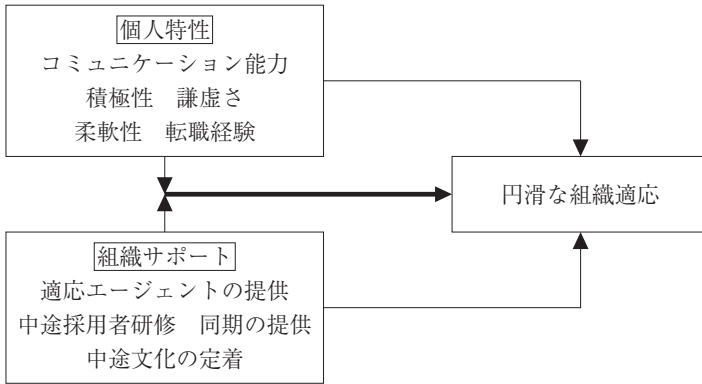 個人特性
コミュニケーション能力
積極性　謙虚さ
柔軟性　転職経験
円滑な組織適応
組織サポート
適応エージェントの提供
中途採用者研修　同期の提供
中途文化の定着